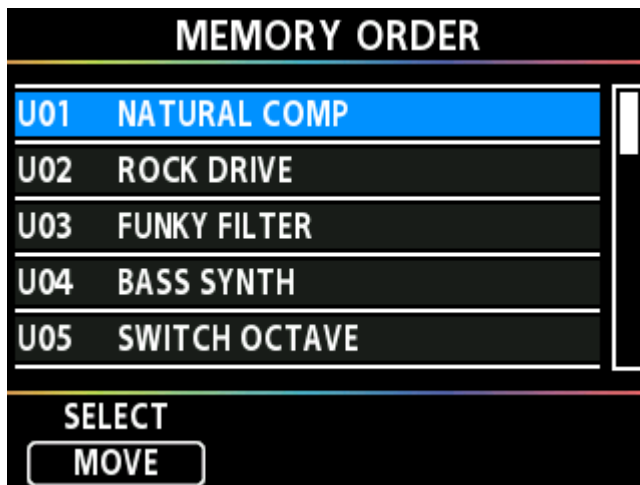 MEMORY ORDER
U01 NATURAL COMP
U02 ROCK DRIVE
U03 FUNKY FILTER
U04 BASS SYNTH
U05 SWITCH OCTAVE
SELECT
MOVE